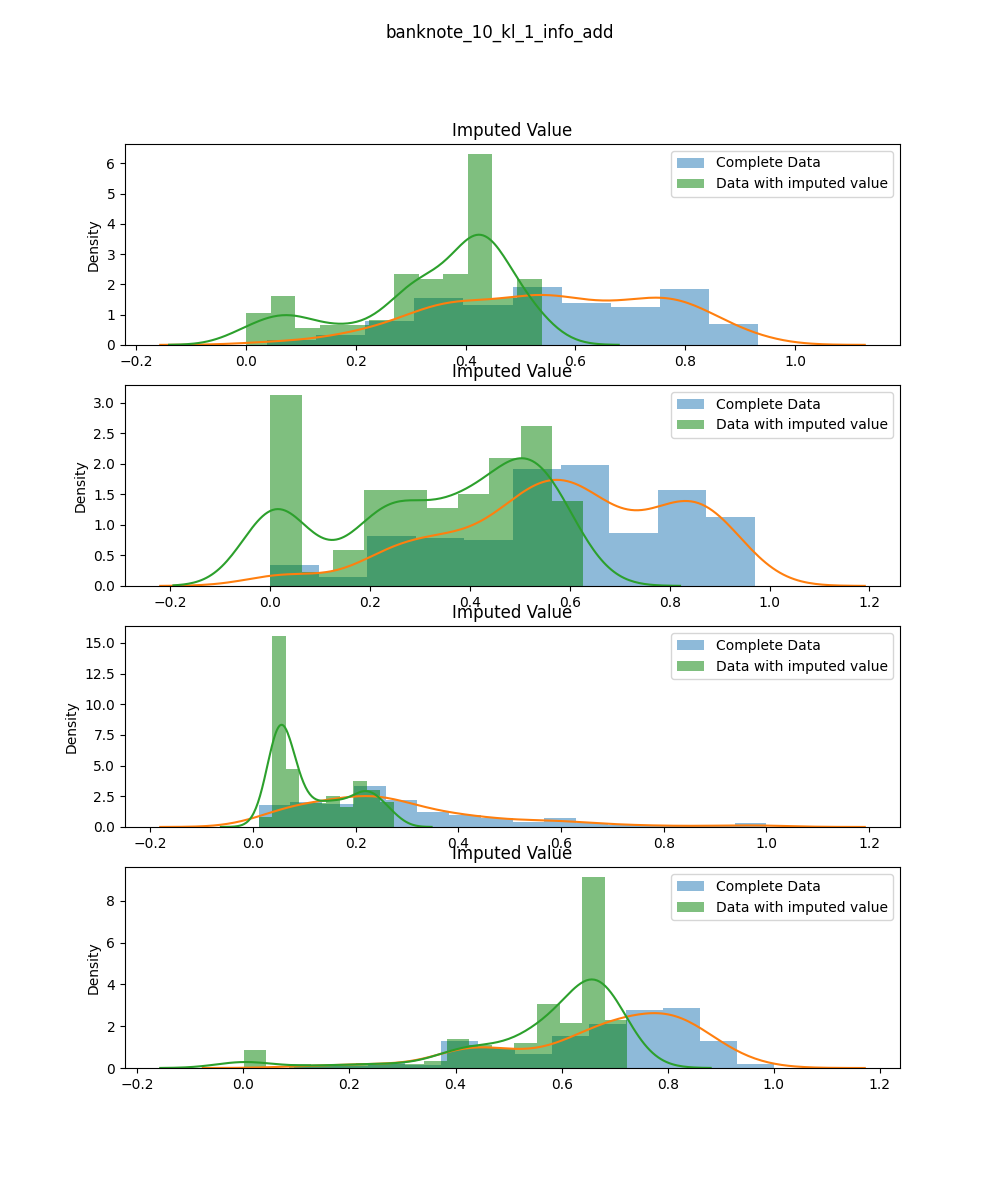 banknote_10_kl_1_info_add
Imputed Value
Complete Data
Data with imputed value
Density
6
5
4
3
2
1
0
−0.2 0.0 0.2 0.4 0.6 0.8 1.0
Imputed Value
Complete Data
Data with imputed value
Density
3.0
2.5
2.0
1.5
1.0
0.5
0.0
−0.2 0.0 0.2 0.4 0.6 0.8 1.0 1.2
Imputed Value
Complete Data
Data with imputed value
Density
15.0
12.5
10.0
7.5
5.0
2.5
0.0
−0.2 0.0 0.2 0.4 0.6 0.8 1.0 1.2
Imputed Value
Complete Data
Data with imputed value
Density
8
6
4
2
0
−0.2 0.0 0.2 0.4 0.6 0.8 1.0 1.2